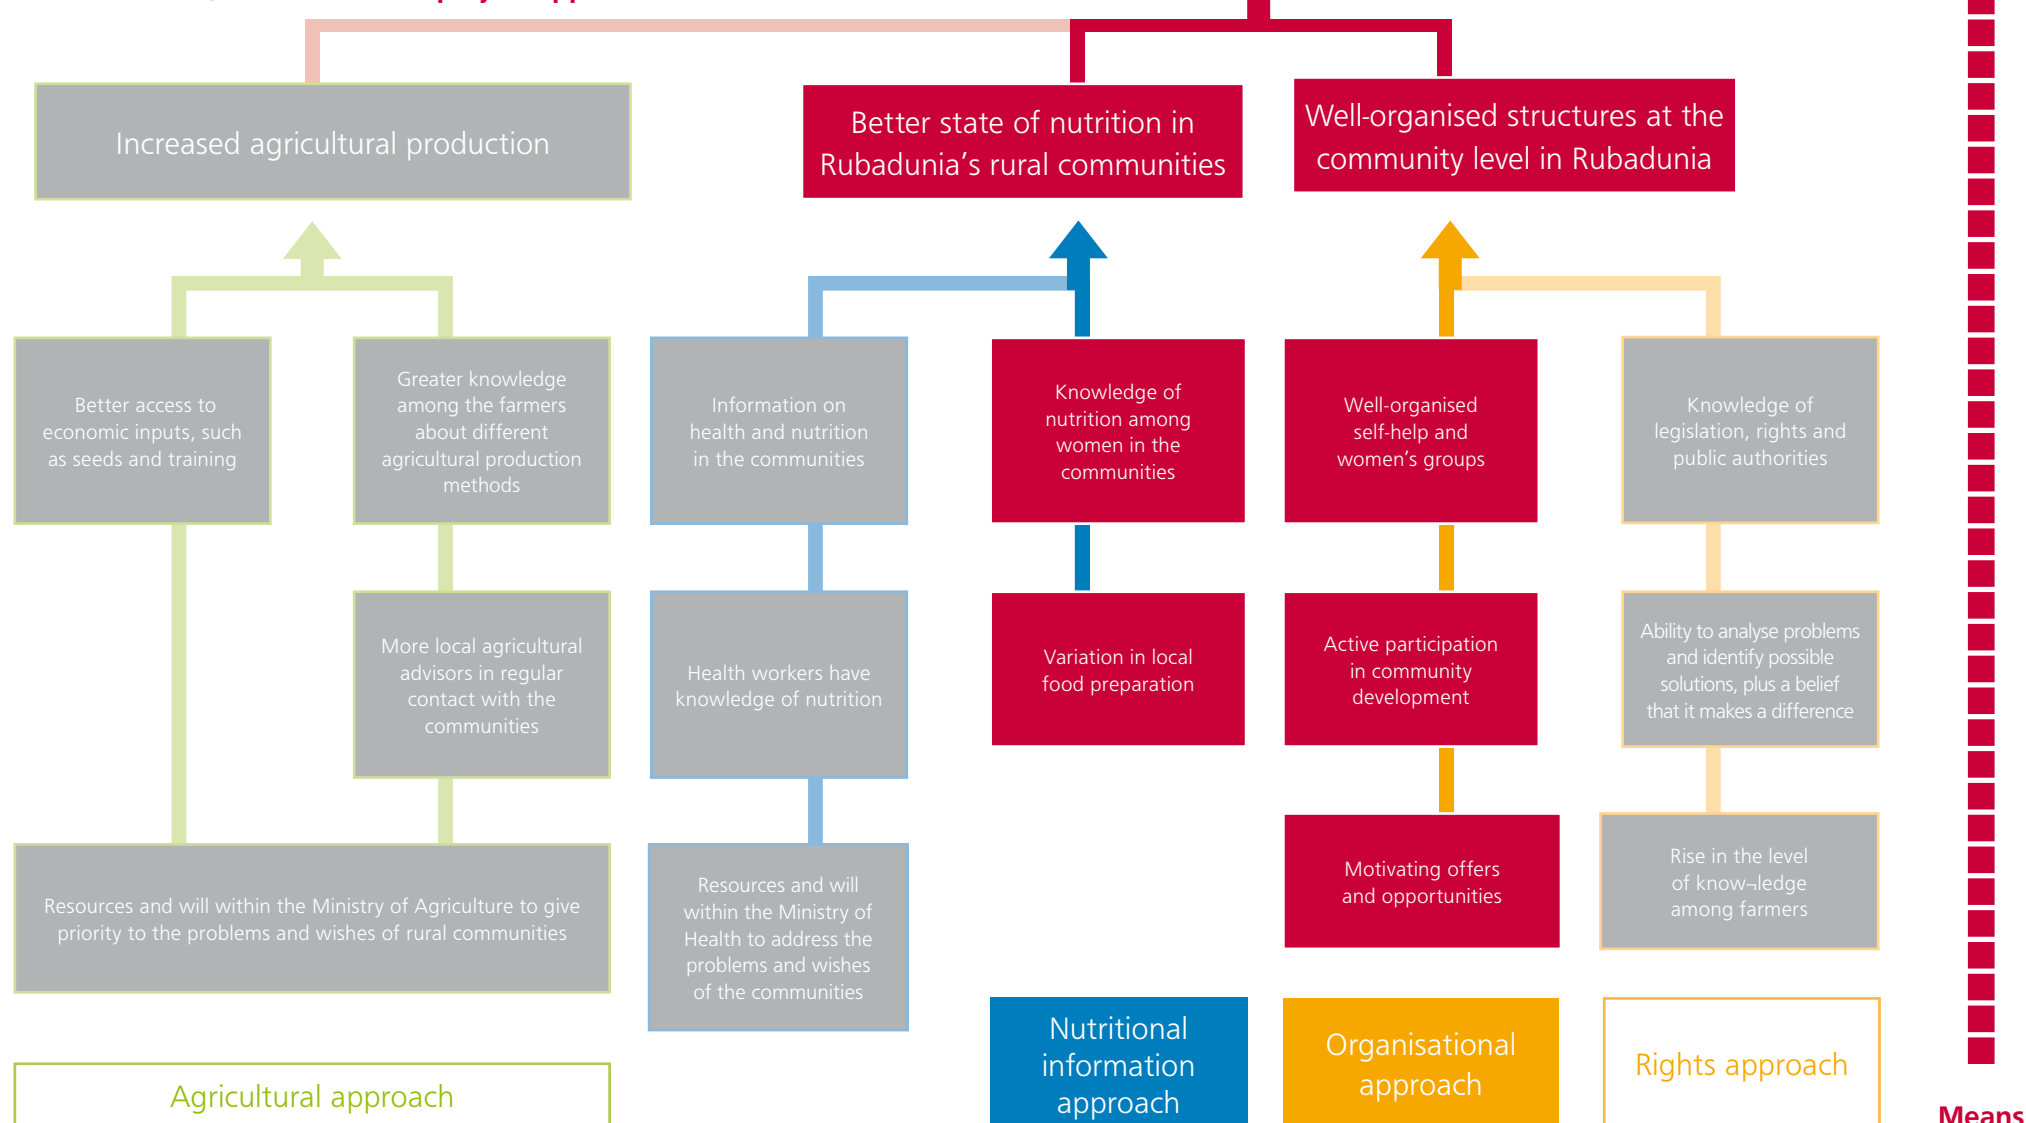 Increased agricultural production
Better state of nutrition in
Rubadunia’s rural communities
Well-organised structures at the
community level in Rubadunia
Better access to
economic inputs, such
as seeds and training
Greater knowledge
among the farmers
about different
agricultural production
methods
Information on
health and nutrition
in the communities
Knowledge of
nutrition among
women in the
communities
Well-organised
self-help and
women’s groups
Knowledge of
legislation, rights and
public authorities
More local agricultural
advisors in regular
contact with the
communities
Health workers have
knowledge of nutrition
Variation in local
food preparation
Active participation
in community
development
Ability to analyse problems
and identify possible
solutions, plus a belief
that it makes a difference
Resources and will within the Ministry of Agriculture to give
priority to the problems and wishes of rural communities
Resources and will
within the Ministry of
Health to address the
problems and wishes
of the communities
Motivating offers
and opportunities
Rise in the level
of know¬ledge
among farmers
Agricultural approach
Nutritional
information
approach
Organisational
approach
Rights approach
Means